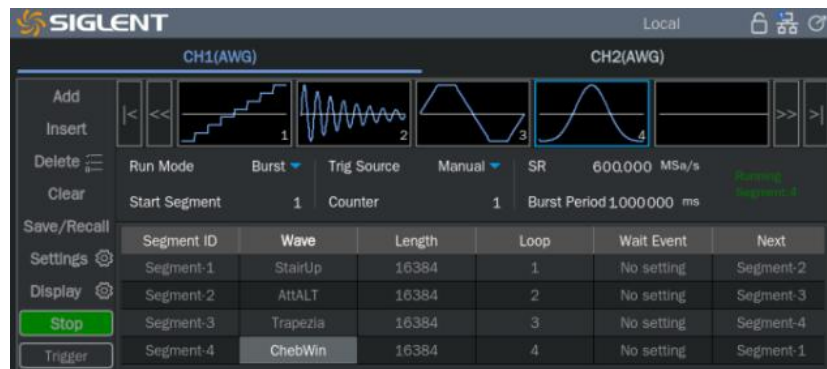 SIGLENT Local
CH1(AWG) CH2(AWG)
Add
Insert
Delete
Clear
Save/Recall
Settings
Display
Stop
Trigger
|< << 1 2 3 4 >> >|
Run Mode Burst Trig Source Manual SR 600.000 MSa/s
Running
Segment-4
Start Segment 1 Counter 1 Burst Period 1.000000 ms
Segment ID Wave Length Loop Wait Event Next
Segment-1 StairUp 16384 1 No setting Segment-2
Segment-2 AttALT 16384 2 No setting Segment-3
Segment-3 Trapezia 16384 3 No setting Segment-4
Segment-4 ChebWin 16384 4 No setting Segment-1